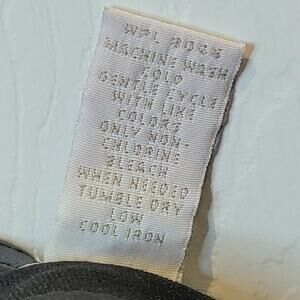 WPL 9065
MACHINE WASH
COLD
GENTLE CYCLE
WITH LIKE
COLORS
ONLY NON-
CHLORINE
BLEACH
WHEN NEEDED
TUMBLE DRY
LOW
COOL IRON